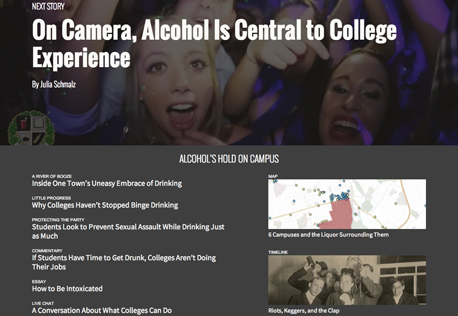 NEXT STORY
On Camera, Alcohol Is Central to College
Experience
By Julia Schmalz
ALCOHOL'S HOLD ON CAMPUS
A RIVER OF BOOZE
Inside One Town's Uneasy Embrace of Drinking
LITTLE PROGRESS
Why Colleges Haven't Stopped Binge Drinking
PROTECTING THE PARTY
Students Look to Prevent Sexual Assault While Drinking Just
as Much
COMMENTARY
If Students Have Time to Get Drunk, Colleges Aren't Doing
Their Jobs
ESSAY
How to Be Intoxicated
LIVE CHAT
A Conversation About What Colleges Can Do
MAP
6 Campuses and the Liquor Surrounding Them
TIMELINE
Riots, Keggers, and the Clap